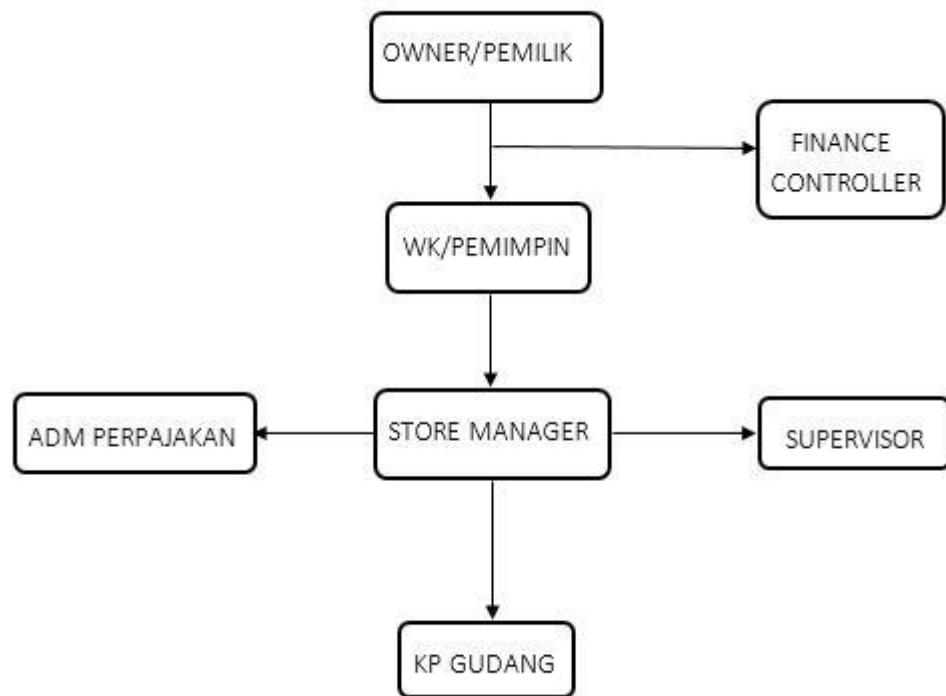 OWNER/PEMILIK
FINANCE
CONTROLLER
WK/PEMIMPIN
ADM PERPAJAKAN
STORE MANAGER
SUPERVISOR
KP GUDANG